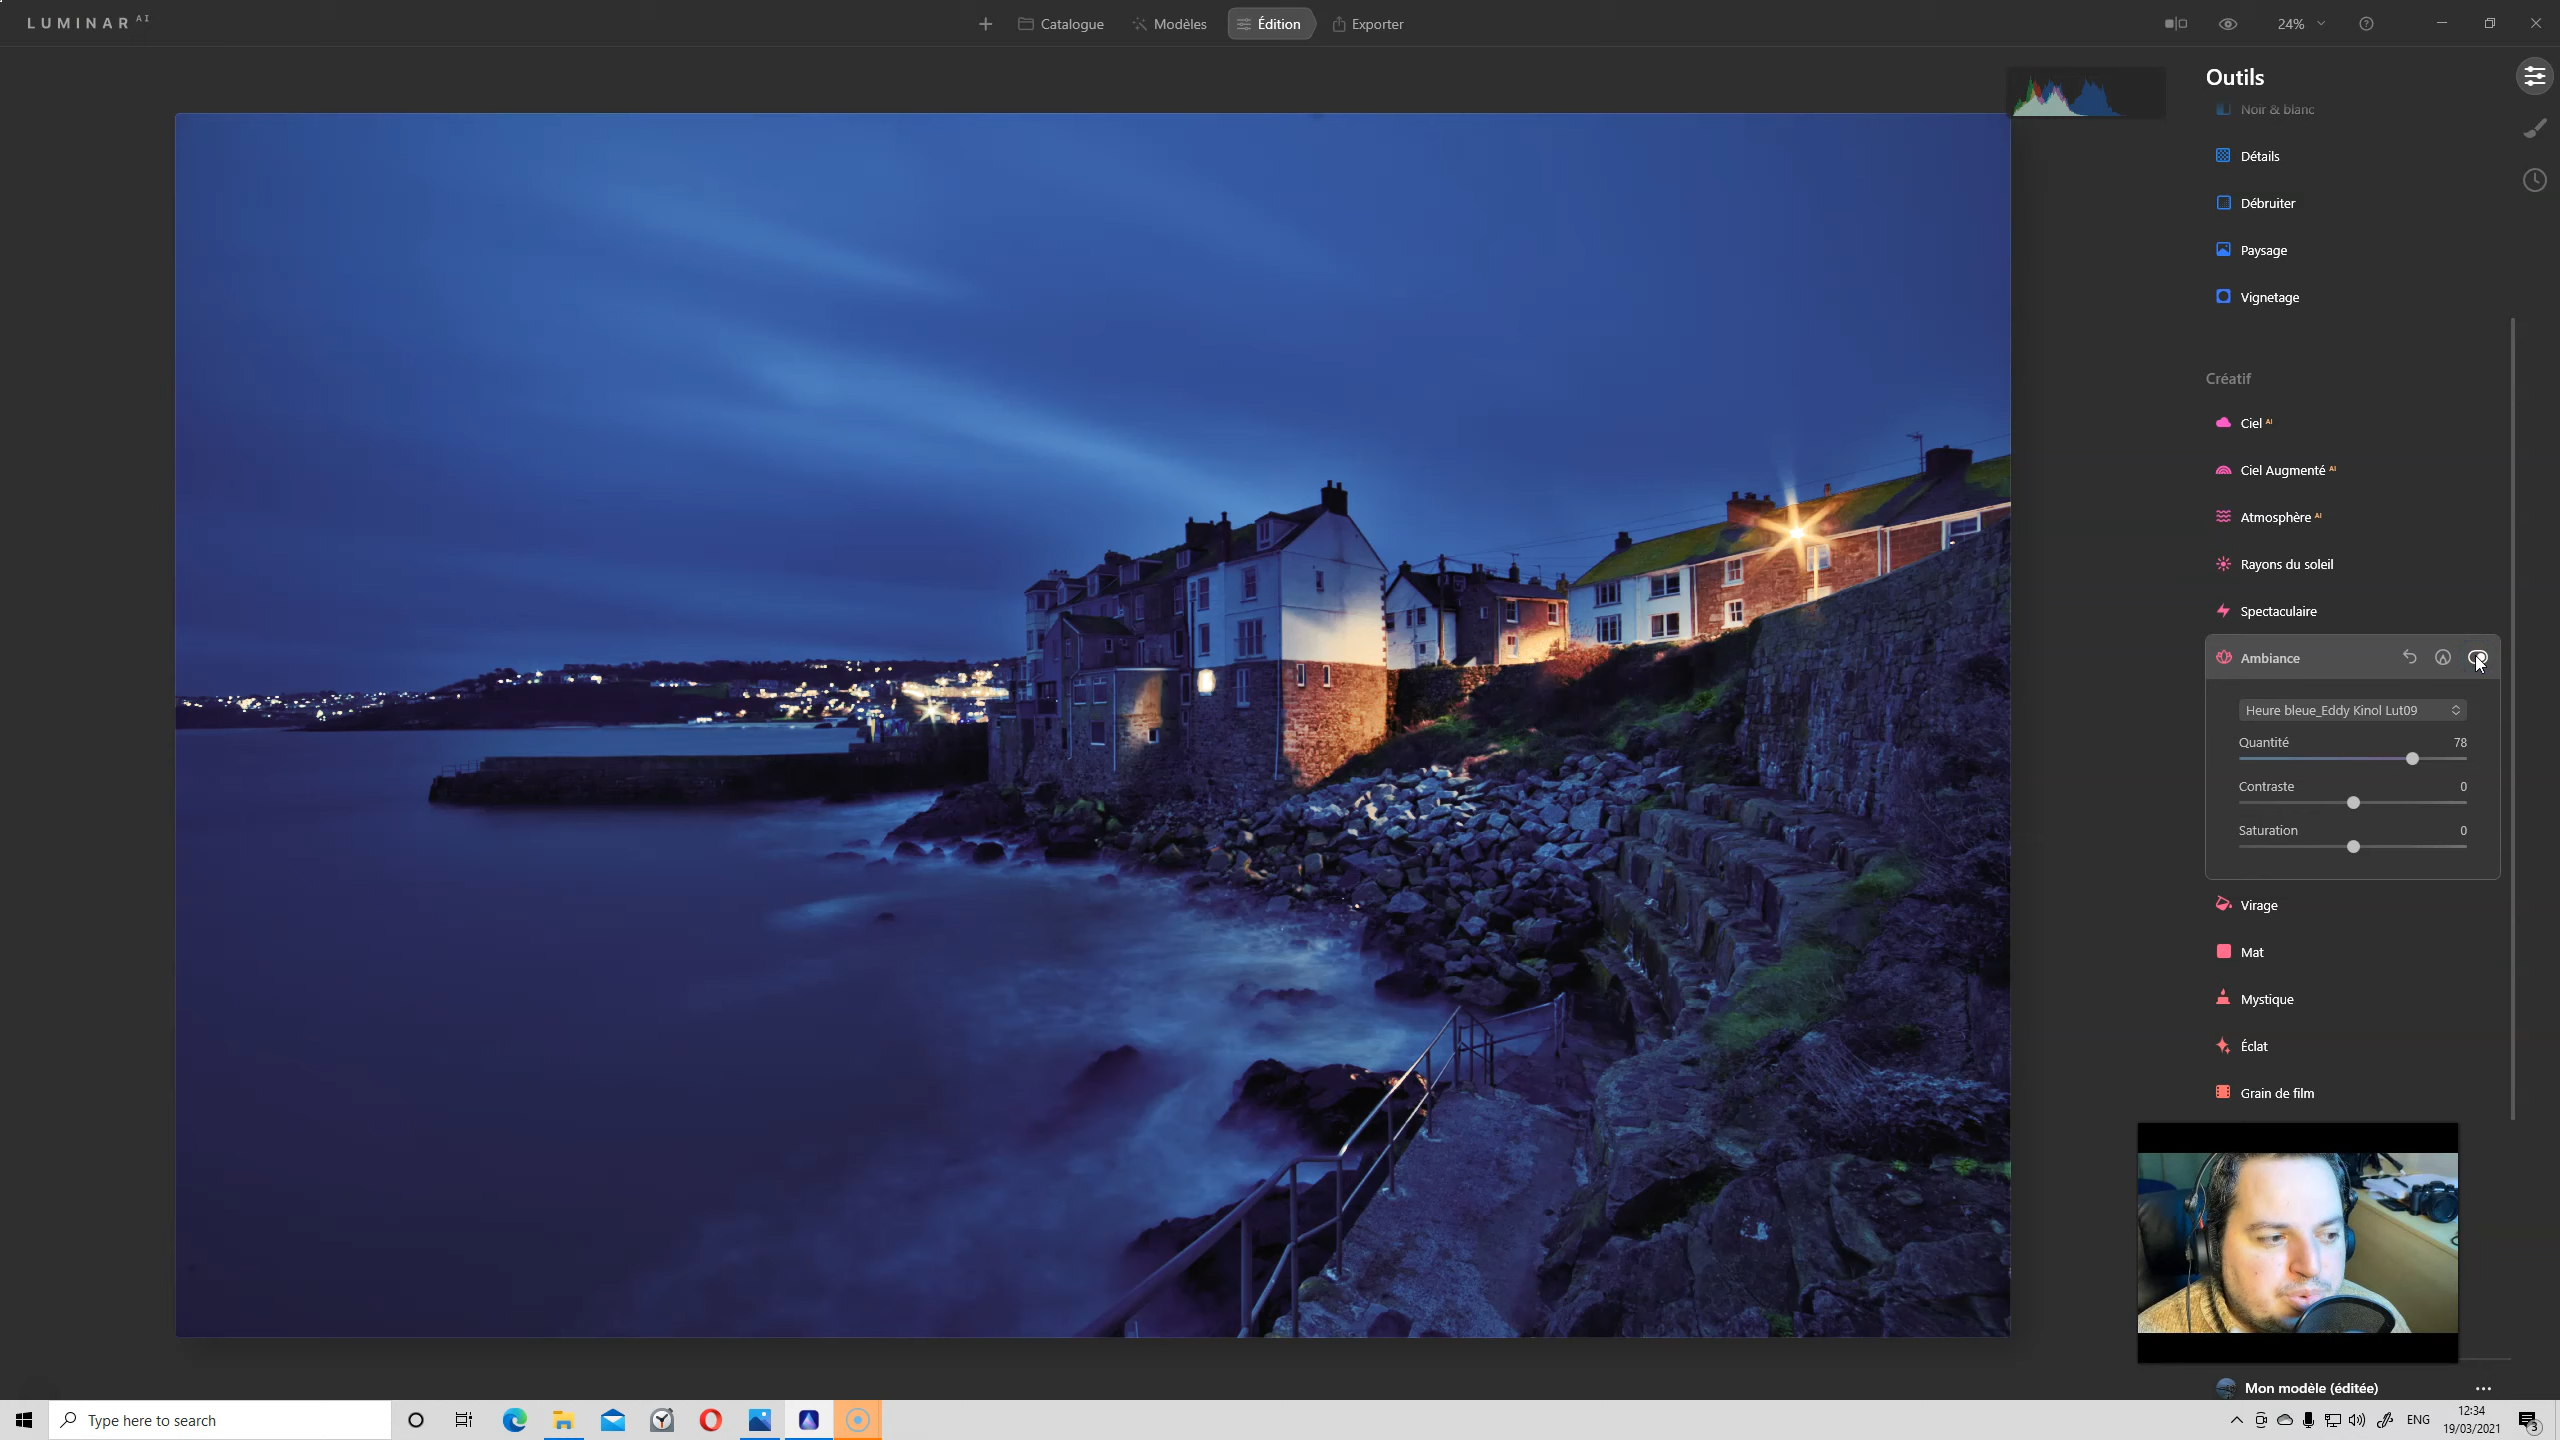 LUMINAR AI
Catalogue
Modèles
Édition
Exporter
24%
Outils
Noir & blanc
Détails
Débruiter
Paysage
Vignetage
Créatif
Ciel AI
Ciel Augmenté AI
Atmosphère AI
Rayons du soleil
Spectaculaire
Ambiance
Heure bleue_Eddy Kinol Lut09
Quantité 78
Contraste 0
Saturation 0
Virage
Mat
Mystique
Éclat
Grain de film
Mon modèle (éditée)
Type here to search
ENG
12:34
19/03/2021
3